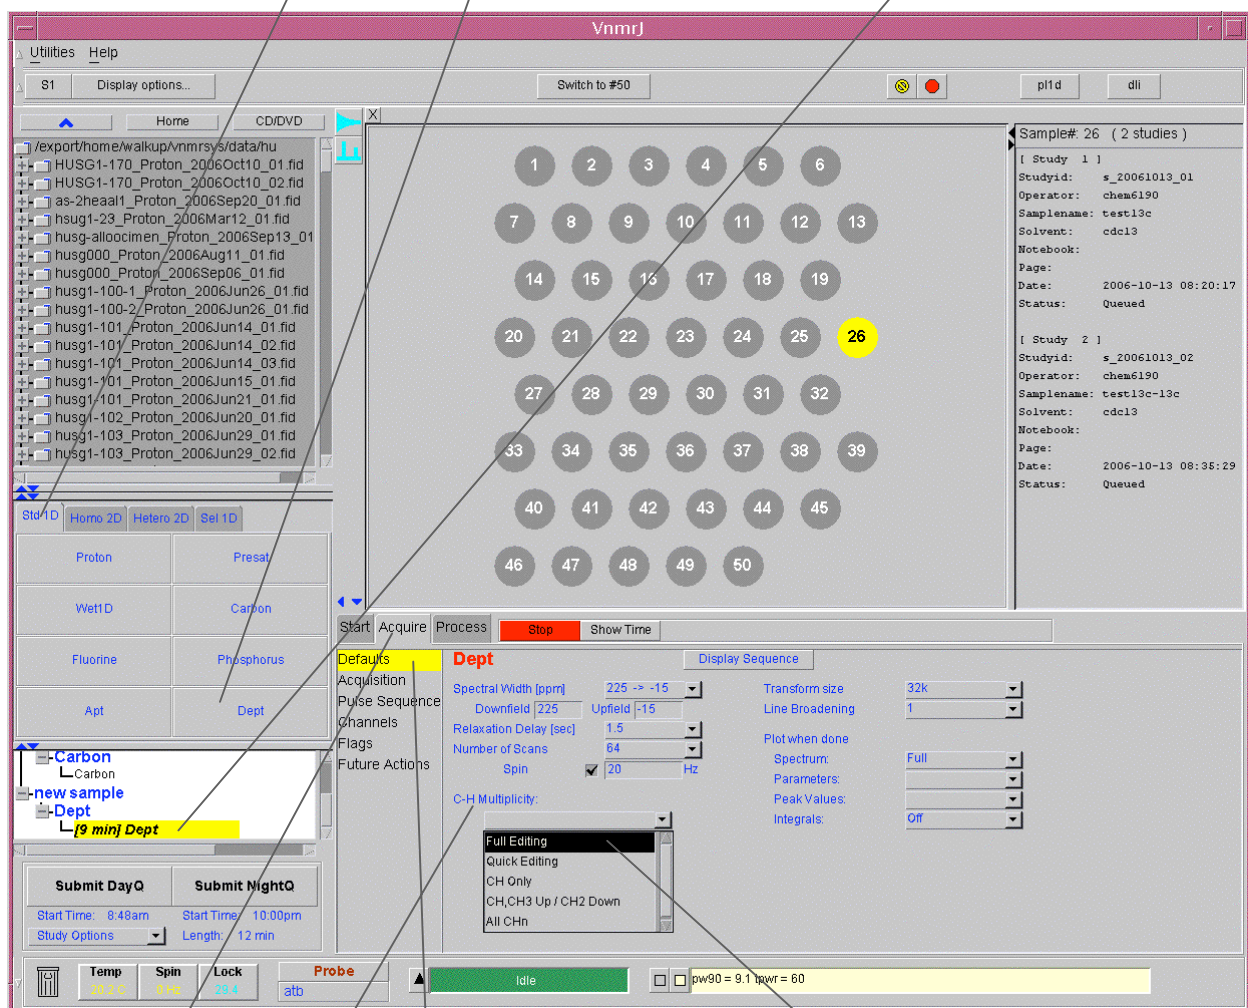 VnmrJ
Utilities Help
S1 Display options... Switch to #50 pl1d dli
Home CD/DVD X
/export/home/walkup/vnmrsys/data/hu
HUSG1-170_Proton_2006Oct10_01.fid
HUSG1-170_Proton_2006Oct10_02.fid
as-2heaal1_Proton_2006Sep20_01.fid
hsug1-23_Proton_2006Mar12_01.fid
husg-alloocimen_Proton_2006Sep13_01
husg000_Proton_2006Aug11_01.fid
husg000_Proton_2006Sep06_01.fid
husg1-100-1_Proton_2006Jun26_01.fid
husg1-100-2_Proton_2006Jun26_01.fid
husg1-101_Proton_2006Jun14_01.fid
husg1-101_Proton_2006Jun14_02.fid
husg1-101_Proton_2006Jun14_03.fid
husg1-101_Proton_2006Jun15_01.fid
husg1-101_Proton_2006Jun21_01.fid
husg1-102_Proton_2006Jun20_01.fid
husg1-103_Proton_2006Jun29_01.fid
husg1-103_Proton_2006Jun29_02.fid
1 2 3 4 5 6
7 8 9 10 11 12 13
14 15 16 17 18 19
20 21 22 23 24 25 26
27 28 29 30 31 32
33 34 35 36 37 38 39
40 41 42 43 44 45
46 47 48 49 50
Sample#: 26 ( 2 studies )
[ Study 1 ]
Studyid: s_20061013_01
Operator: chem6190
Samplename: test13c
Solvent: cdcl3
Notebook:
Page:
Date: 2006-10-13 08:20:17
Status: Queued
[ Study 2 ]
Studyid: s_20061013_02
Operator: chem6190
Samplename: test13c-13c
Solvent: cdcl3
Notebook:
Page:
Date: 2006-10-13 08:35:29
Status: Queued
Std 1D Homo 2D Hetero 2D Sel 1D
Proton Presat
Wet1D Carbon
Fluorine Phosphorus
Apt Dept
Carbon
Carbon
new sample
Dept
[9 min] Dept
Submit DayQ Submit NightQ
Start Time: 8:48am Start Time: 10:00pm
Study Options Length: 12 min
Start Acquire Process Stop Show Time
Defaults
Acquisition
Pulse Sequence
Channels
Flags
Future Actions
Dept Display Sequence
Spectral Width [ppm] 225 -> -15 Transform size 32k
Downfield 225 Upfield -15 Line Broadening 1
Relaxation Delay [sec] 1.5
Number of Scans 64 Plot when done
Spin 20 Hz Spectrum: Full
Parameters:
C-H Multiplicity: Peak Values:
Integrals: Off
Full Editing
Quick Editing
CH Only
CH,CH3 Up / CH2 Down
All CHn
Temp Spin Lock Probe
20.2 C 0 Hz 29.4 atb Idle pw90 = 9.1 tpwr = 60